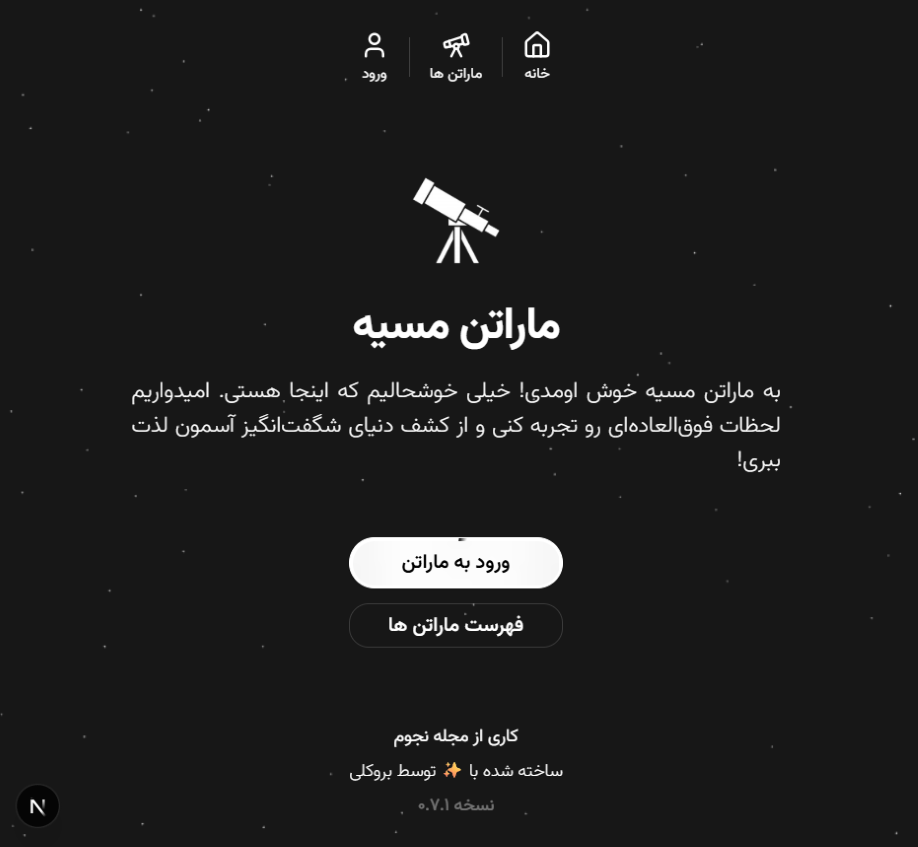 خانه
ماراتن ها
ورود
ماراتن مسیه
به ماراتن مسیه خوش اومدی! خیلی خوشحالیم که اینجا هستی. امیدواریم
لحظات فوق‌العاده‌ای رو تجربه کنی و از کشف دنیای شگفت‌انگیز آسمون لذت
ببری!
ورود به ماراتن
فهرست ماراتن ها
کاری از مجله نجوم
ساخته شده با ✨ توسط بروکلی
نسخه ۰.۷.۱
N